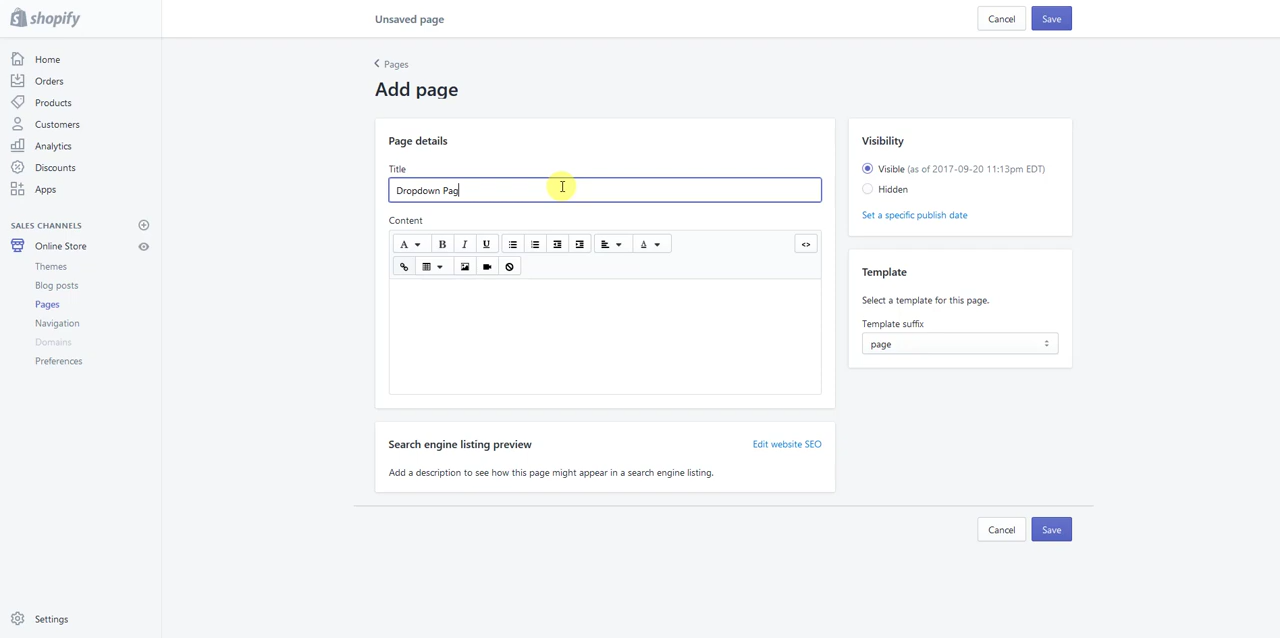 shopify
Unsaved page
Cancel
Save
Home
Orders
Products
Customers
Analytics
Discounts
Apps
SALES CHANNELS
Online Store
Themes
Blog posts
Pages
Navigation
Domains
Preferences
Settings
Pages
Add page
Page details
Title
Dropdown Pag
Content
A
B
I
U
A
<>
Search engine listing preview
Edit website SEO
Add a description to see how this page might appear in a search engine listing.
Visibility
Visible (as of 2017-09-20 11:13pm EDT)
Hidden
Set a specific publish date
Template
Select a template for this page.
Template suffix
page
Cancel
Save